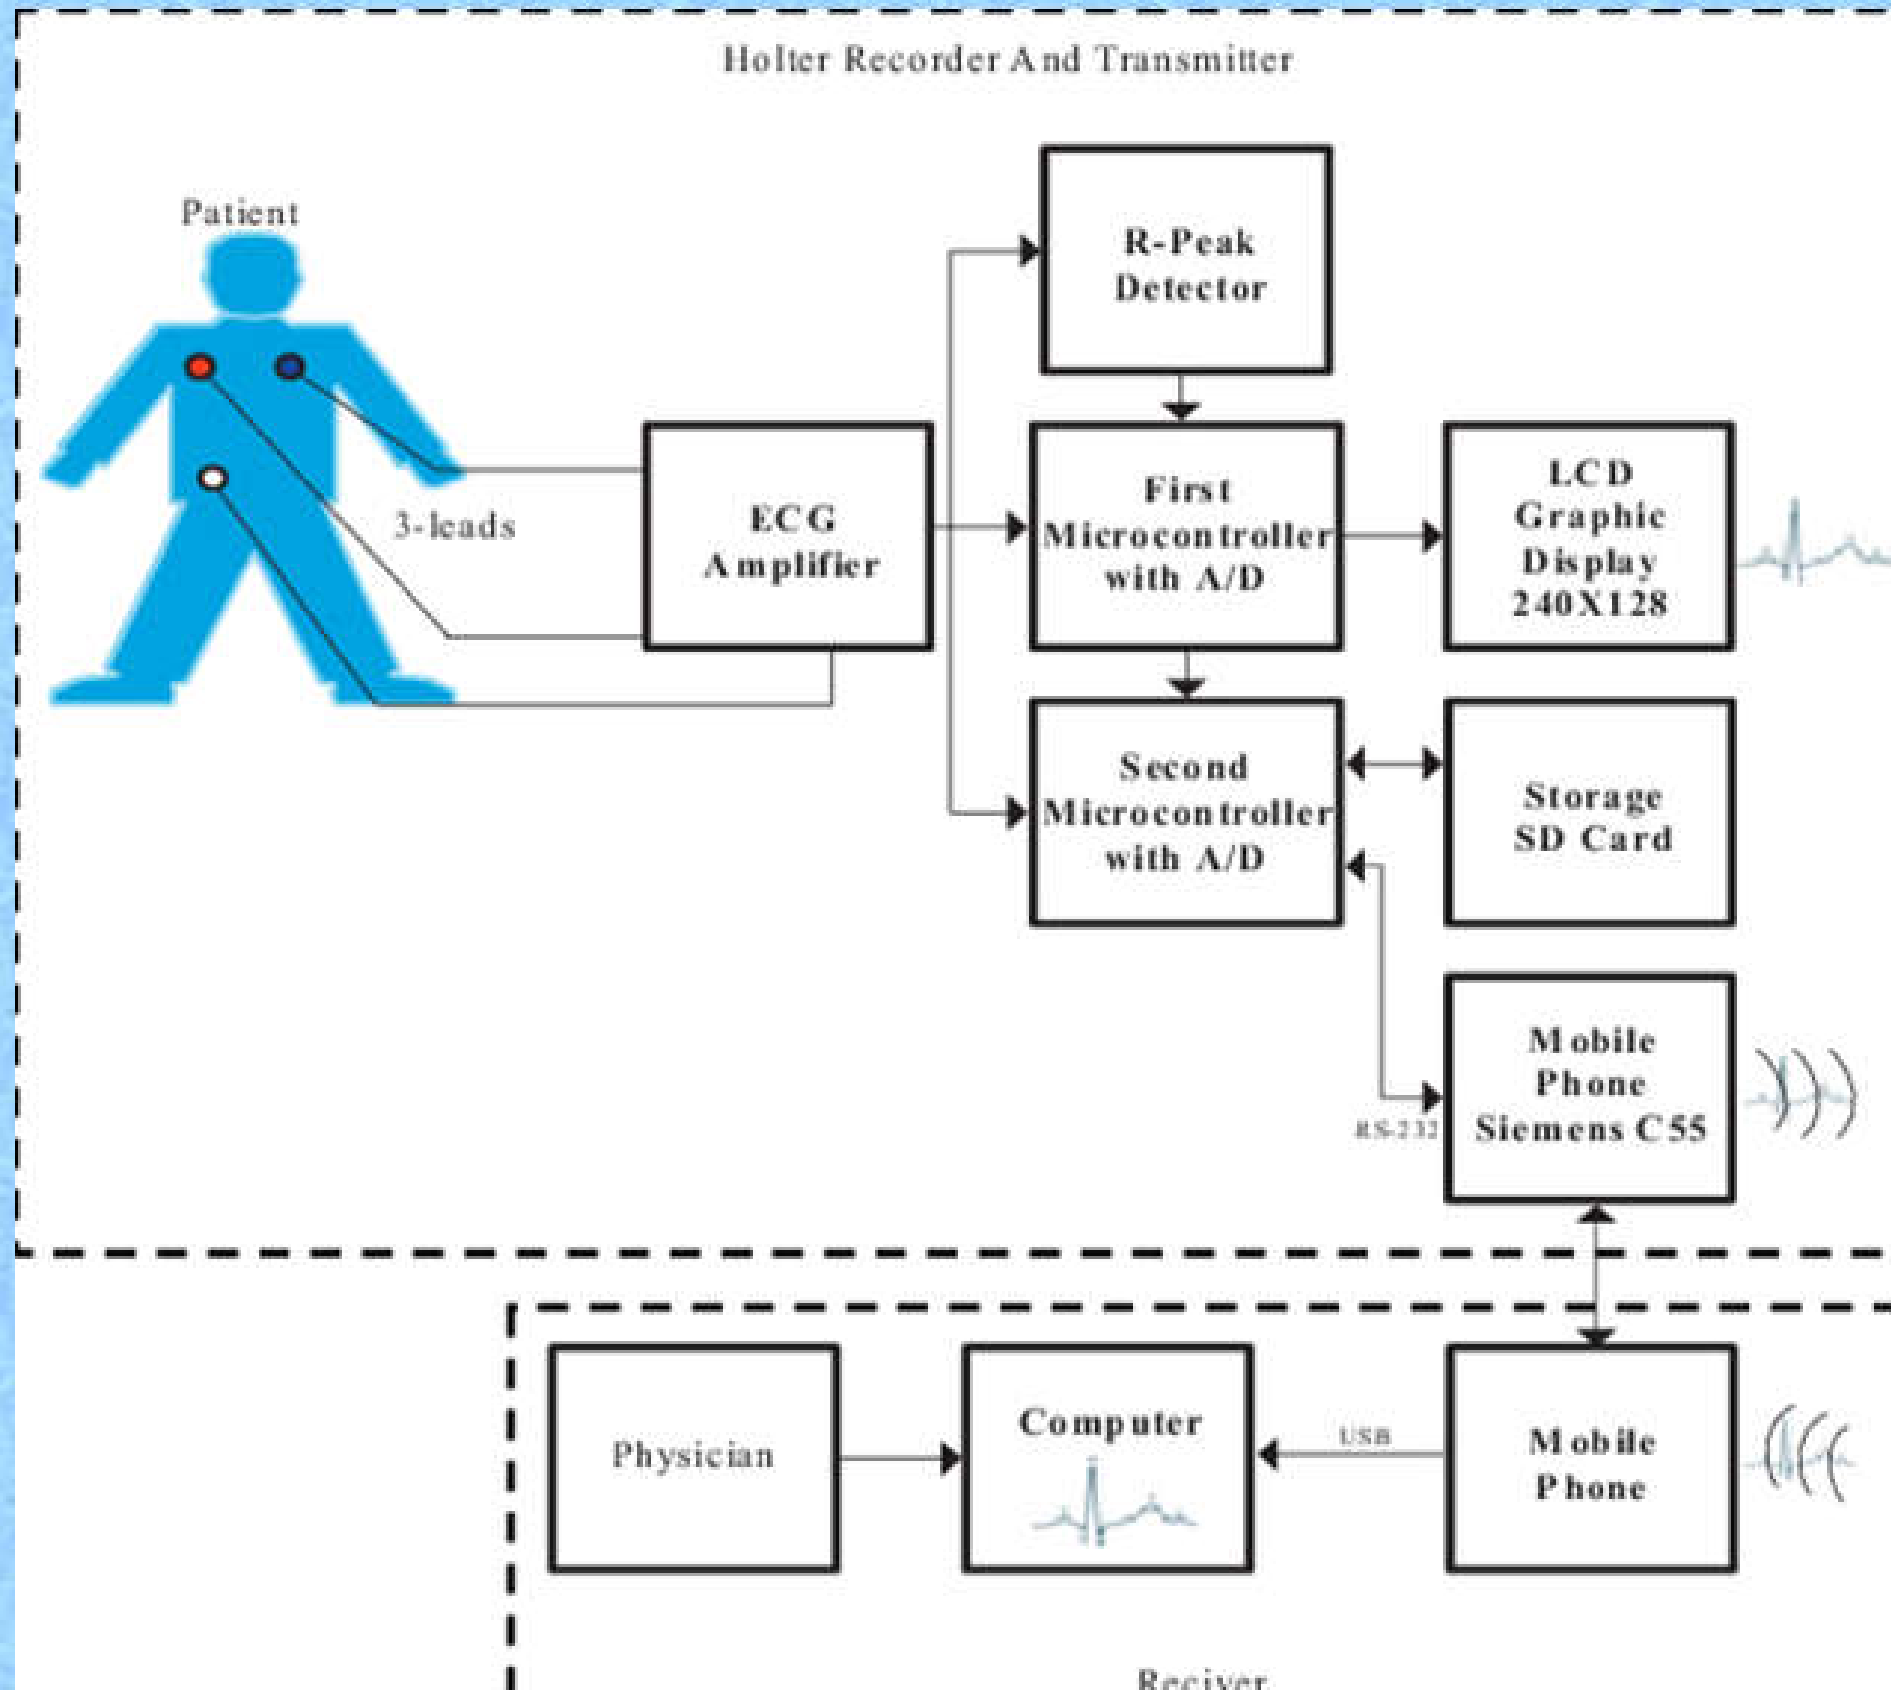 Holter Recorder And Transmitter
Patient
R-Peak
Detector
3-leads
ECG
Amplifier
First
Microcontroller
with A/D
LCD
Graphic
Display
240X128
Second
Microcontroller
with A/D
Storage
SD Card
Mobile
Phone
Siemens C55
RS-232
Physician
Computer
USB
Mobile
Phone
Reciver